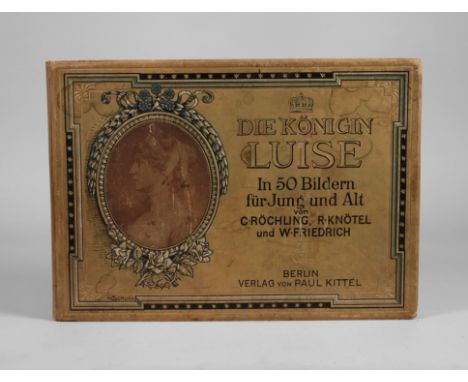 DIE KÖNIGIN
LUISE
In 50 Bildern
für Jung und Alt
von
C·RÖCHLING, R·KNÖTEL
und W·FRIEDRICH
BERLIN
VERLAG VON PAUL KITTEL